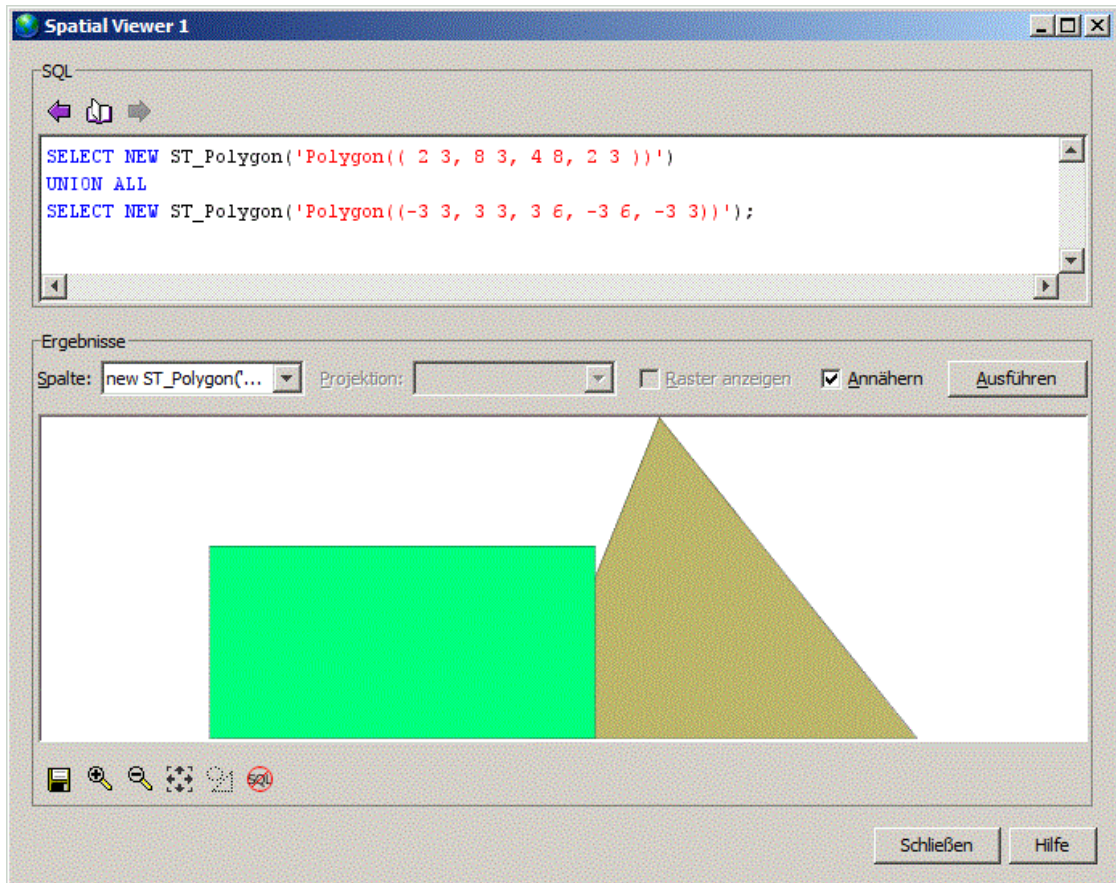 Spatial Viewer 1
SQL
SELECT NEW ST_Polygon('Polygon(( 2 3, 8 3, 4 8, 2 3 ))')
UNION ALL
SELECT NEW ST_Polygon('Polygon((-3 3, 3 3, 3 6, -3 6, -3 3))');
Ergebnisse
Spalte: new ST_Polygon('... Projektion: Raster anzeigen Annähern Ausführen
SQL
Schließen Hilfe